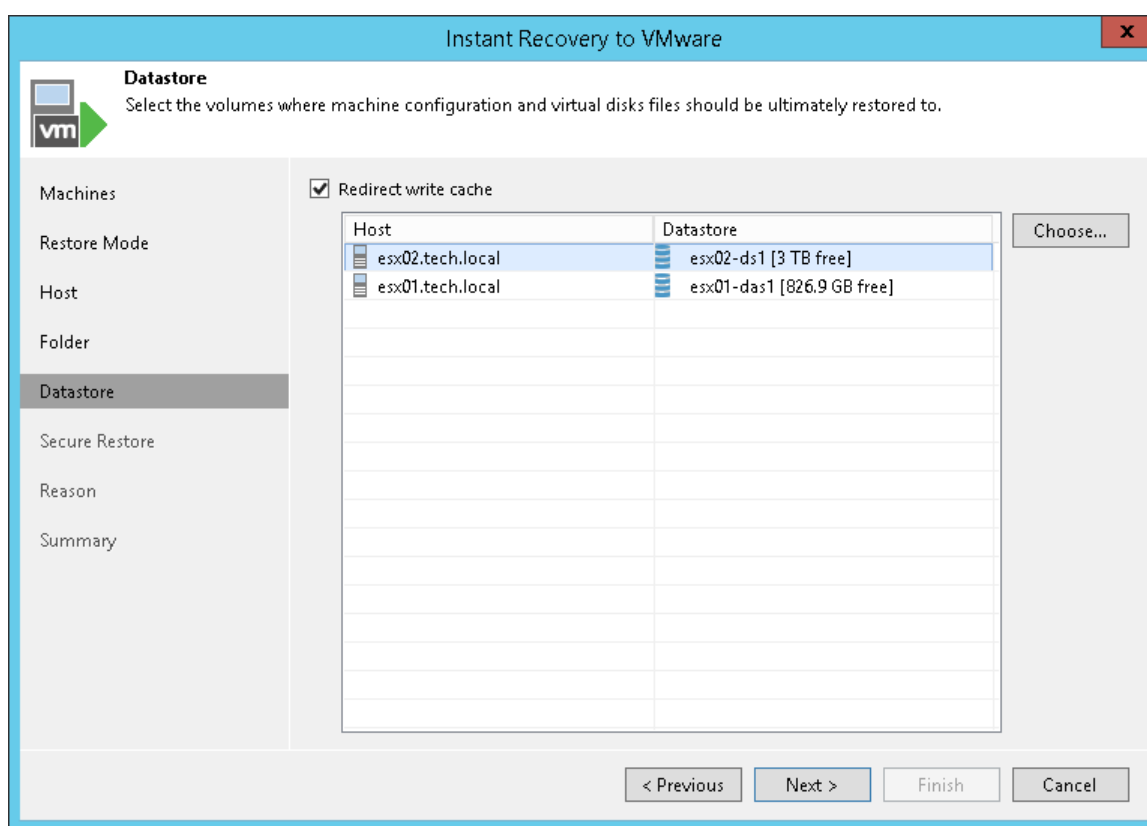 Instant Recovery to VMware
x
Datastore
Select the volumes where machine configuration and virtual disks files should be ultimately restored to.
vm
Machines
Restore Mode
Host
Folder
Datastore
Secure Restore
Reason
Summary
Redirect write cache
Host Datastore
esx02.tech.local esx02-ds1 [3 TB free]
esx01.tech.local esx01-das1 [826.9 GB free]
Choose...
< Previous Next > Finish Cancel